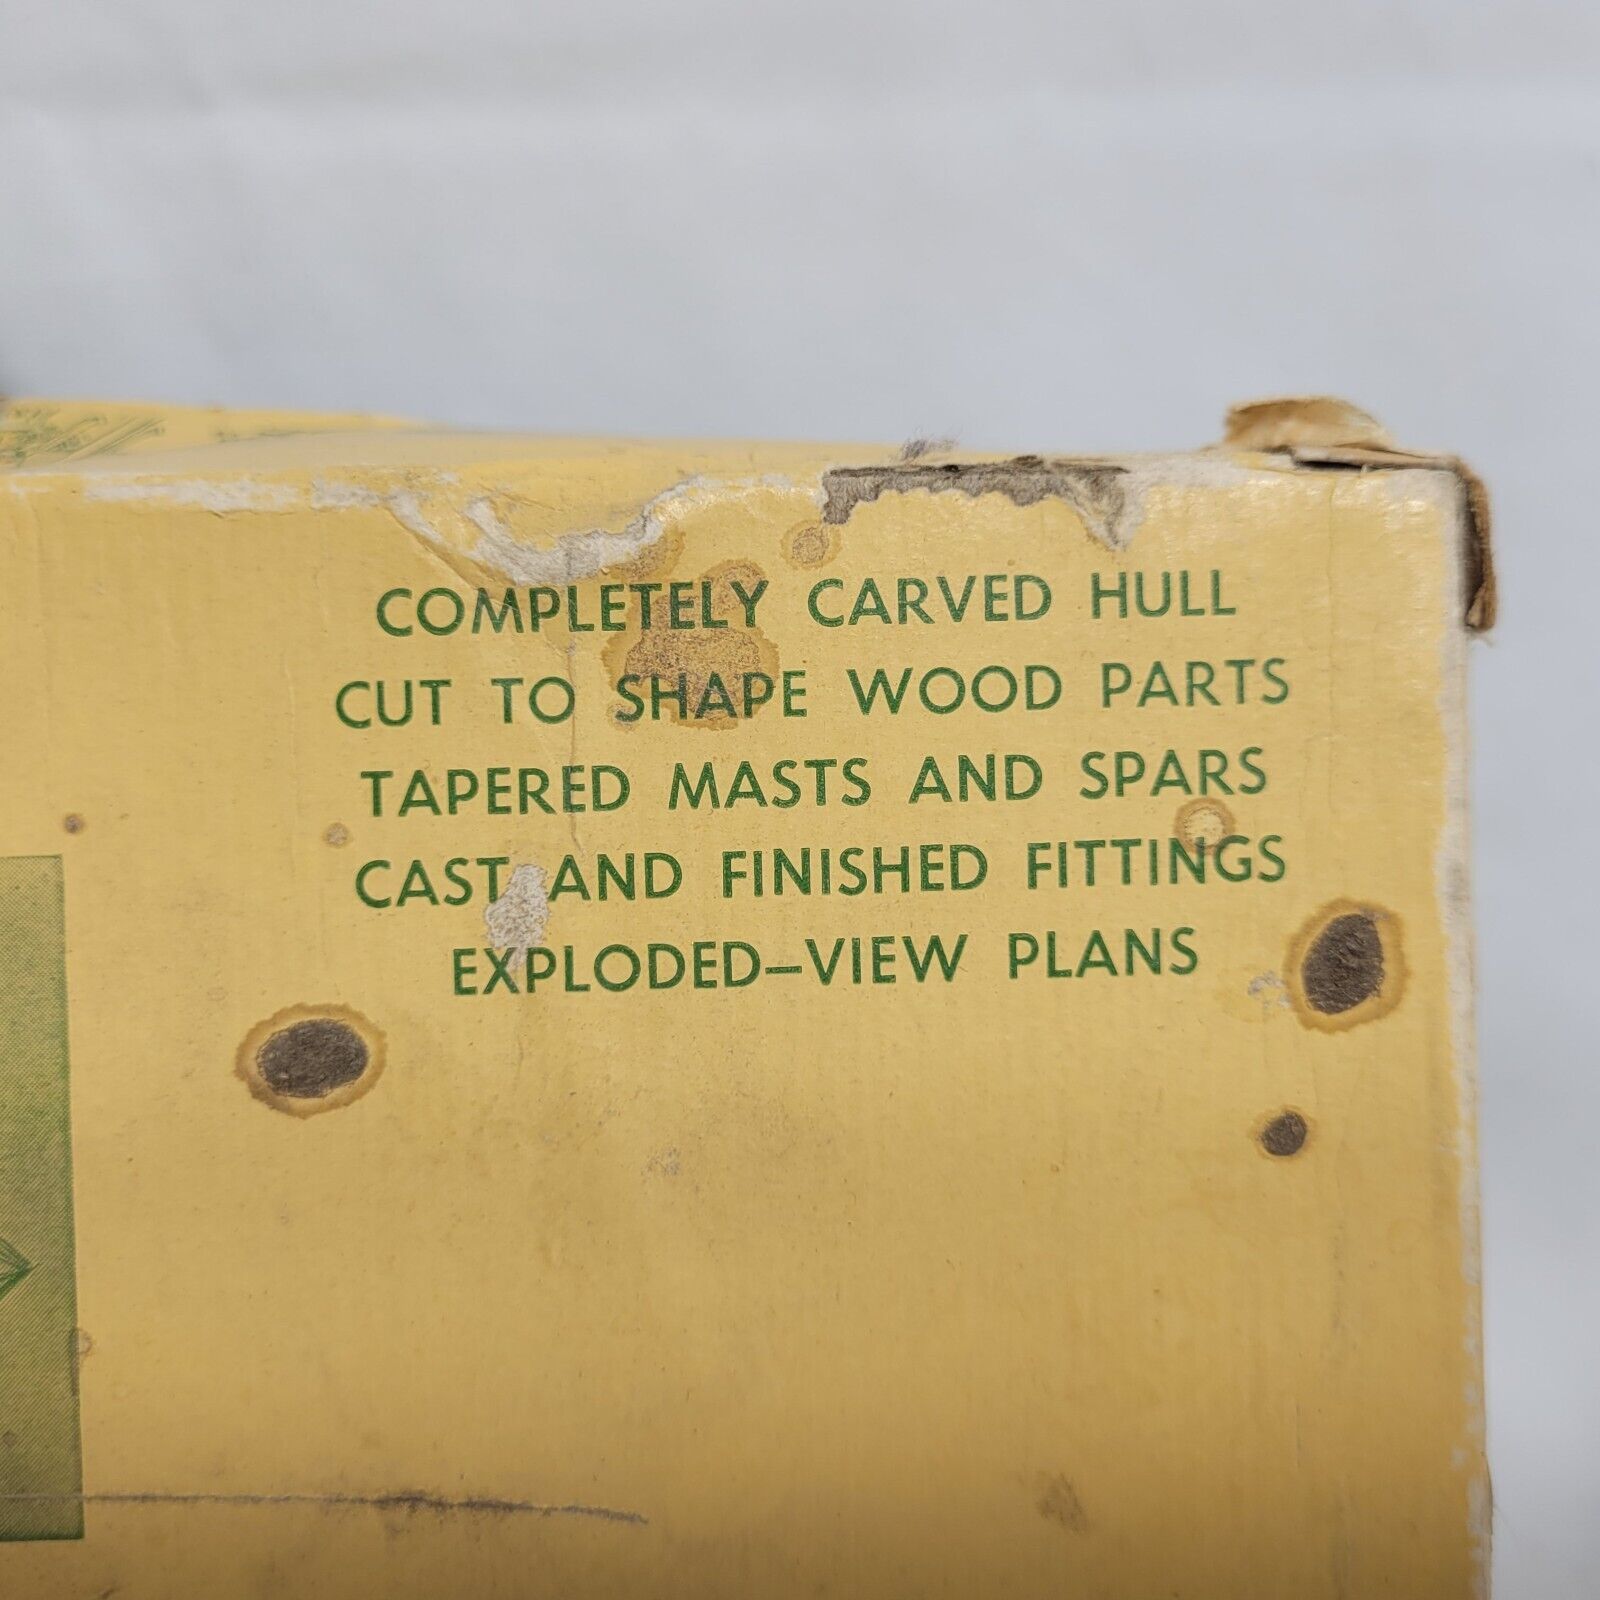 COMPLETELY CARVED HULL
CUT TO SHAPE WOOD PARTS
TAPERED MASTS AND SPARS
CAST AND FINISHED FITTINGS
EXPLODED–VIEW PLANS